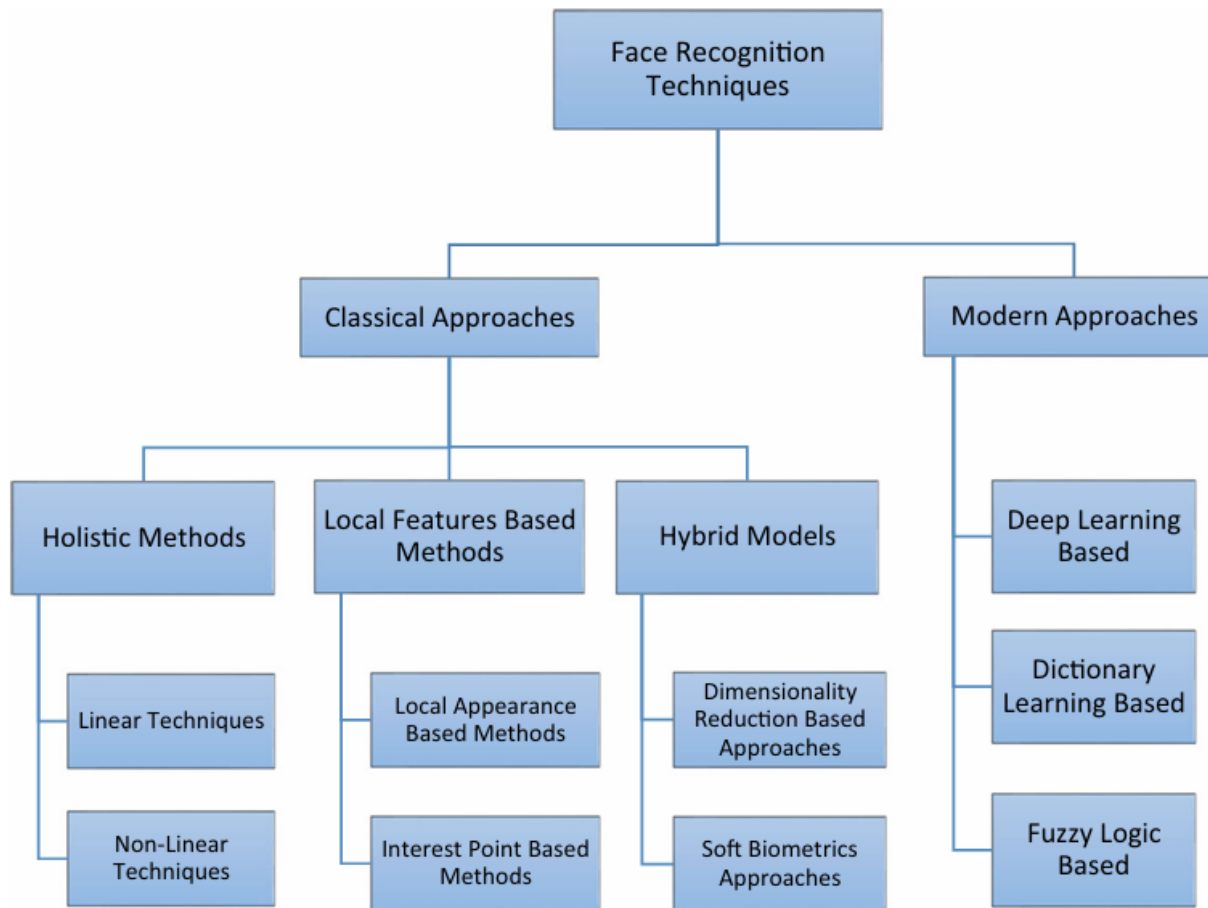 Face Recognition
Techniques
Classical Approaches
Modern Approaches
Holistic Methods
Local Features Based
Methods
Hybrid Models
Deep Learning
Based
Linear Techniques
Local Appearance
Based Methods
Dimensionality
Reduction Based
Approaches
Dictionary
Learning Based
Non-Linear
Techniques
Interest Point Based
Methods
Soft Biometrics
Approaches
Fuzzy Logic
Based